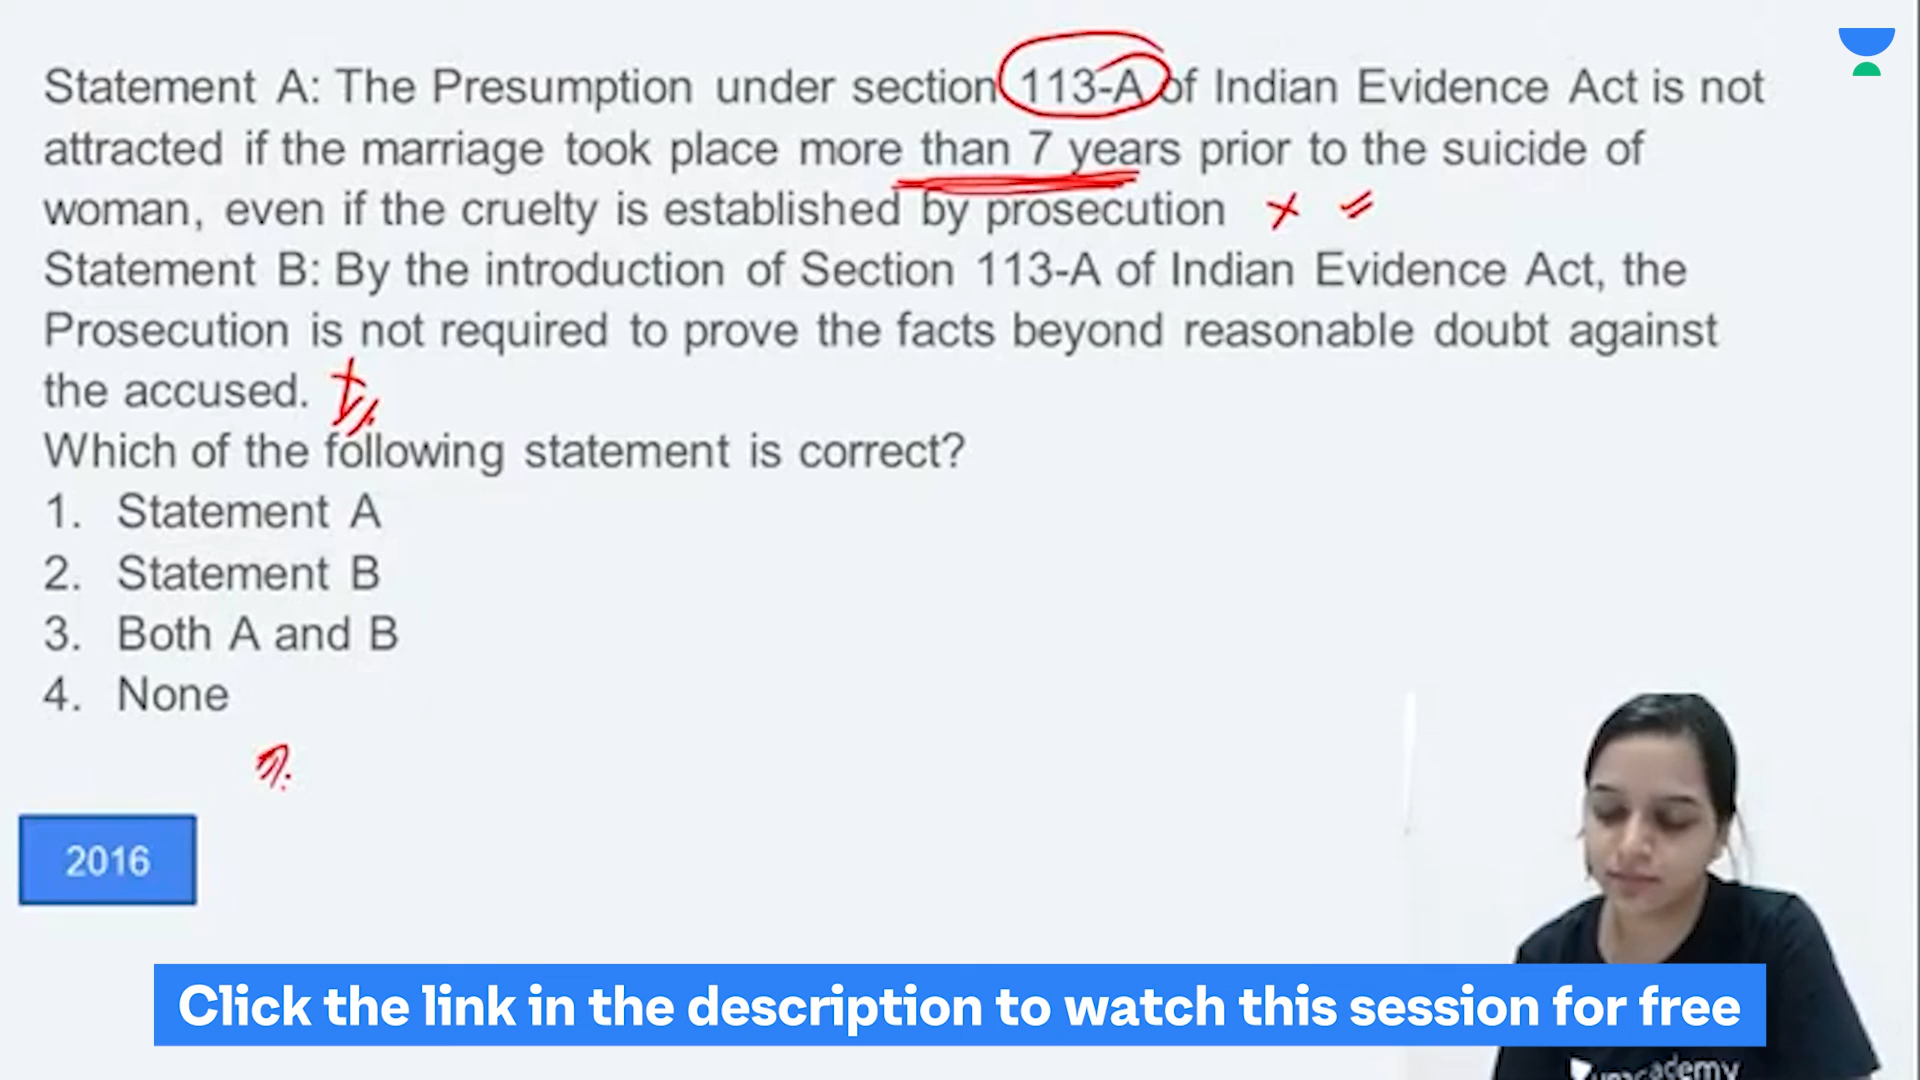 Statement A: The Presumption under section 113-A of Indian Evidence Act is not
attracted if the marriage took place more than 7 years prior to the suicide of
woman, even if the cruelty is established by prosecution
Statement B: By the introduction of Section 113-A of Indian Evidence Act, the
Prosecution is not required to prove the facts beyond reasonable doubt against
the accused.
Which of the following statement is correct?
1. Statement A
2. Statement B
3. Both A and B
4. None
2016
Click the link in the description to watch this session for free